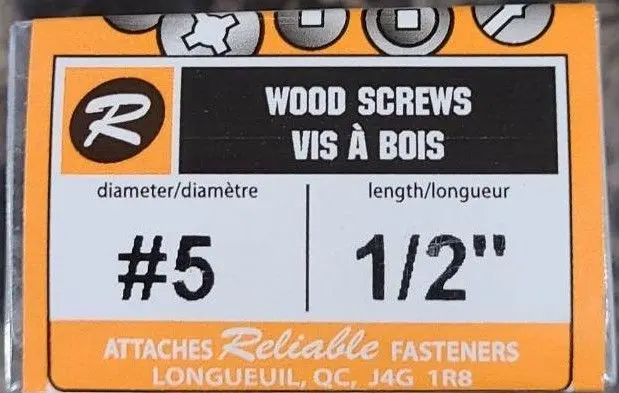 R
WOOD SCREWS
VIS À BOIS
diameter/diamètre
length/longueur
#5
1/2"
ATTACHES Reliable FASTENERS
LONGUEUIL, QC, J4G 1R8